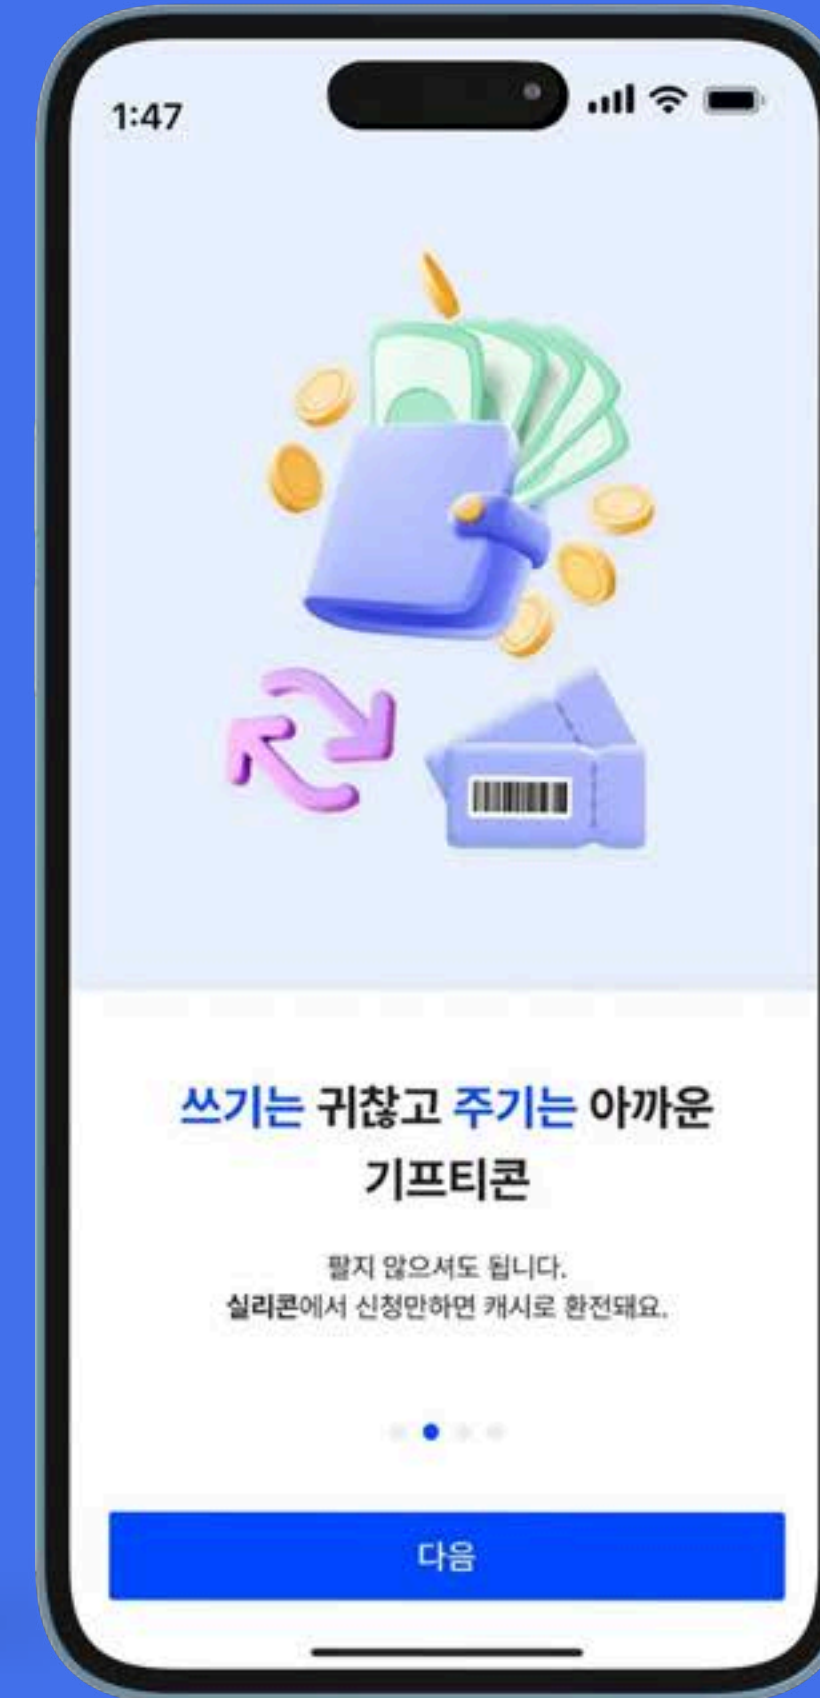 1:47
쓰기는 귀찮고 주기는 아까운
기프티콘
팔지 않으셔도 됩니다.
실리콘에서 신청만하면 캐시로 환전돼요.
다음